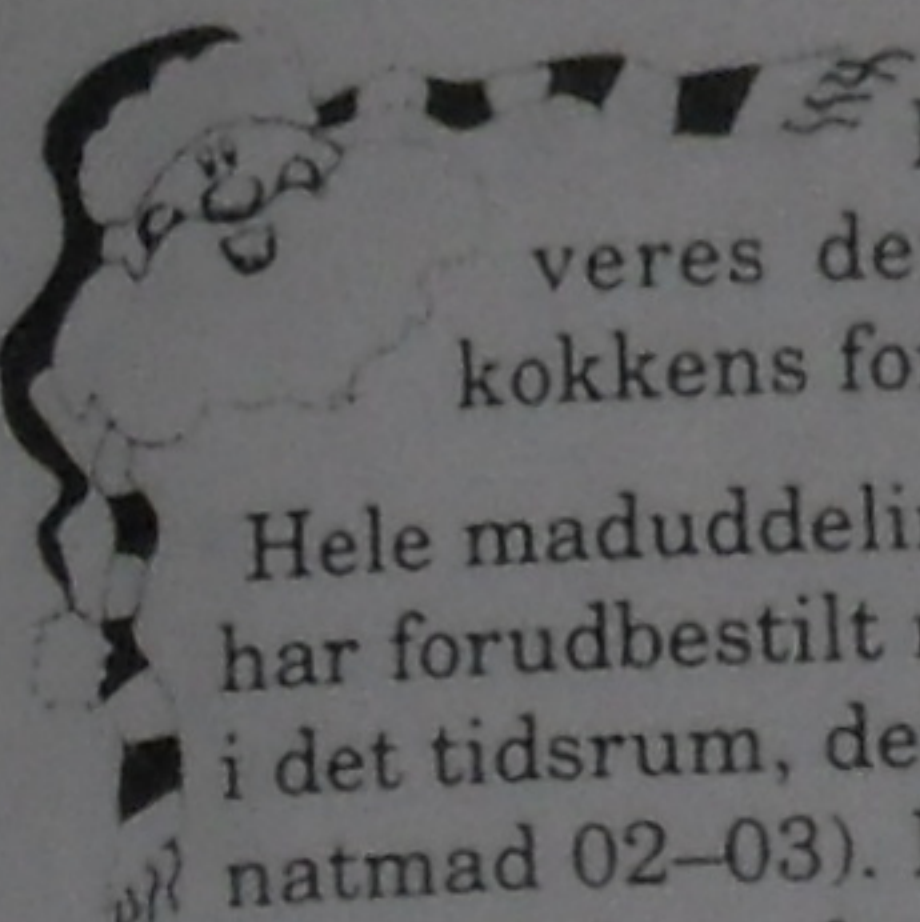 veres de
kokkens fo
Hele maduddeli
har forudbestilt
i det tidsrum, de
natmad 02–03).